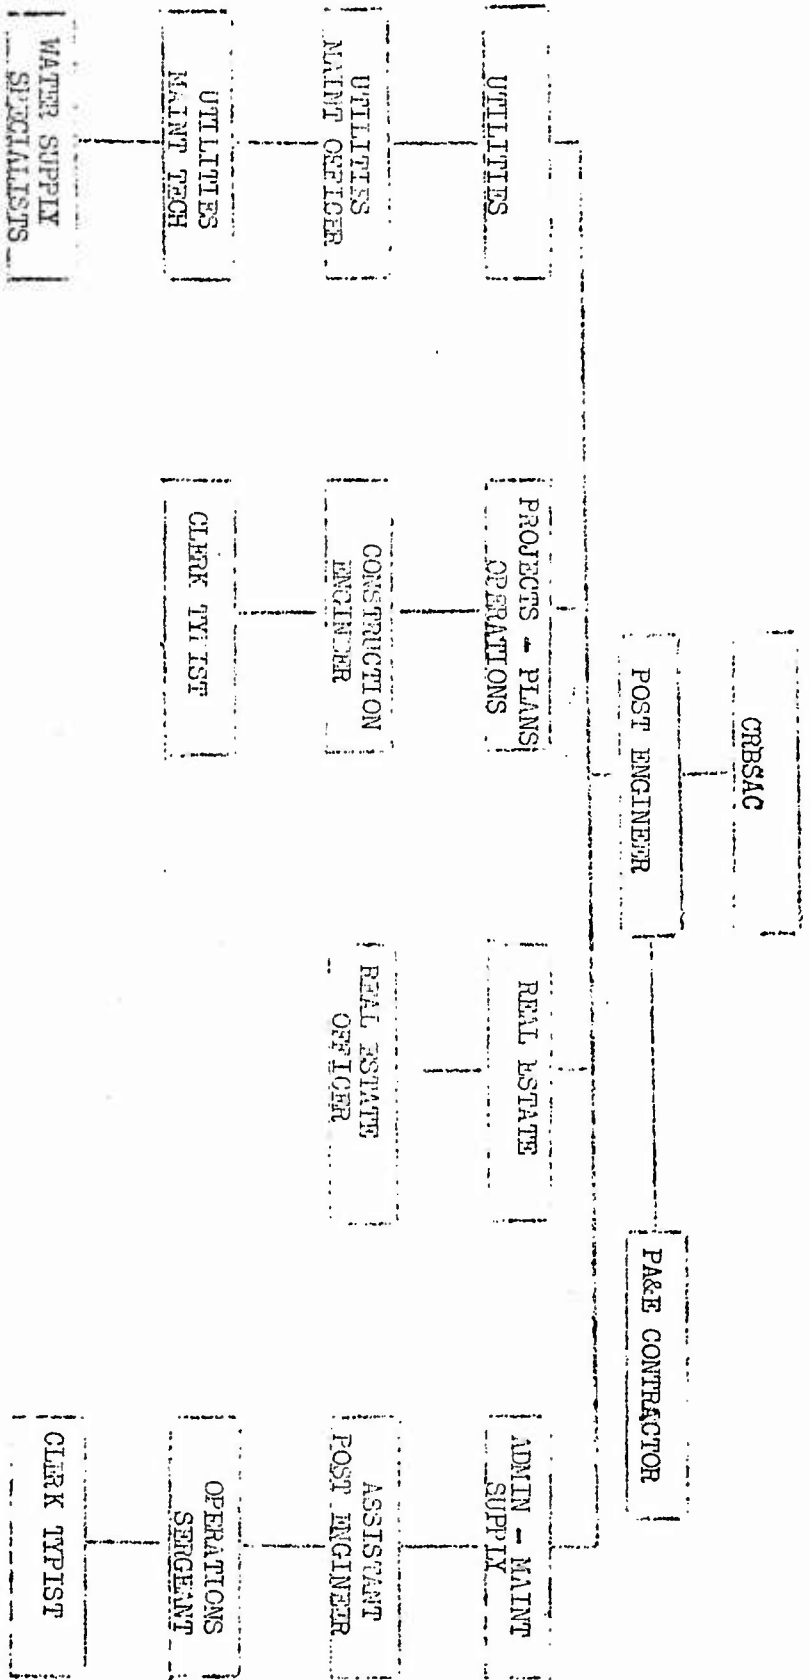 CRBSAC
POST ENGINEER
PA&E CONTRACTOR
UTILITIES
PROJECTS - PLANS
OPERATIONS
REAL ESTATE
ADMIN - MAINT
SUPPLY
UTILITIES
MAINT OFFICER
CONSTRUCTION
ENGINEER
REAL ESTATE
OFFICER
ASSISTANT
POST ENGINEER
UTILITIES
MAINT TECH
CLERK TYPIST
OPERATIONS
SERGEANT
WATER SUPPLY
SPECIALISTS
CLERK TYPIST